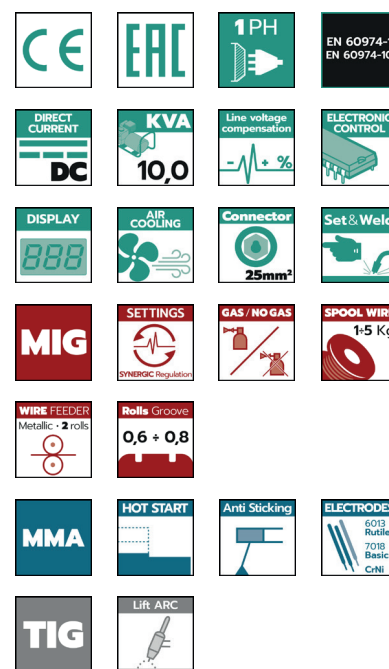 CE
EAC
1 PH
EN 60974-1
EN 60974-10
DIRECT
CURRENT
DC
KVA
10,0
Line voltage
compensation
- + %
ELECTRONIC
CONTROL
DISPLAY
888
AIR
COOLING
Connector
25mm²
Set & Weld
MIG
SETTINGS
SYNERGIC Regulation
GAS / NO GAS
SPOOL WIRE
1÷5 Kg
WIRE FEEDER
Metallic · 2 rolls
Rolls Groove
0,6 ÷ 0,8
MMA
HOT START
Anti Sticking
ELECTRODES
6013
Rutile
7018
Basic
CrNi
TIG
Lift ARC